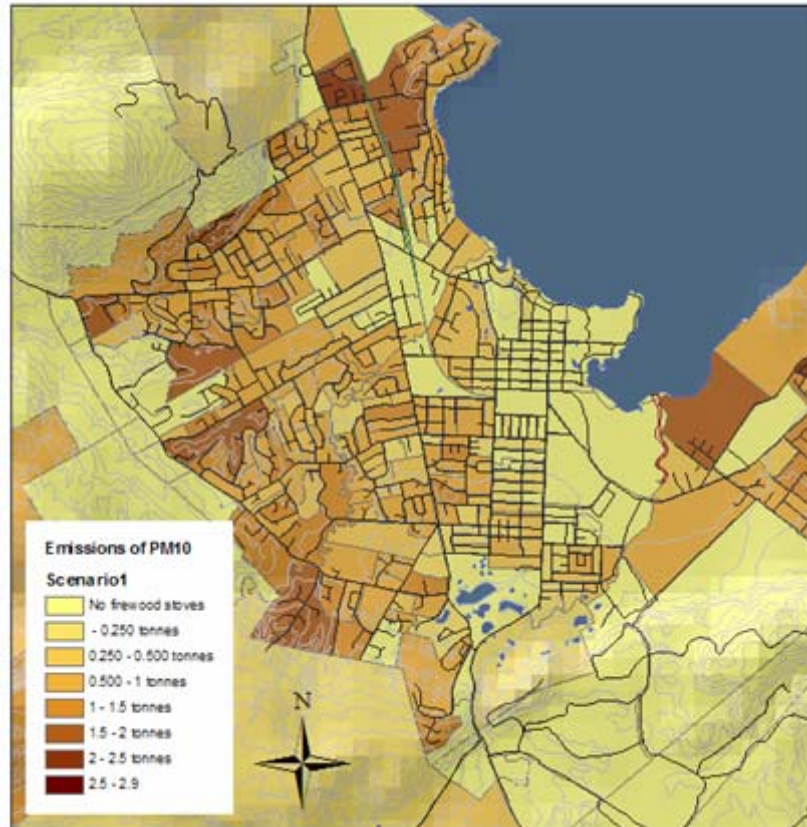 Emissions of PM10
Scenario1
No firewood stoves
- 0.250 tonnes
0.250 - 0.500 tonnes
0.500 - 1 tonnes
1 - 1.5 tonnes
1.5 - 2 tonnes
2 - 2.5 tonnes
2.5 - 2.9
N